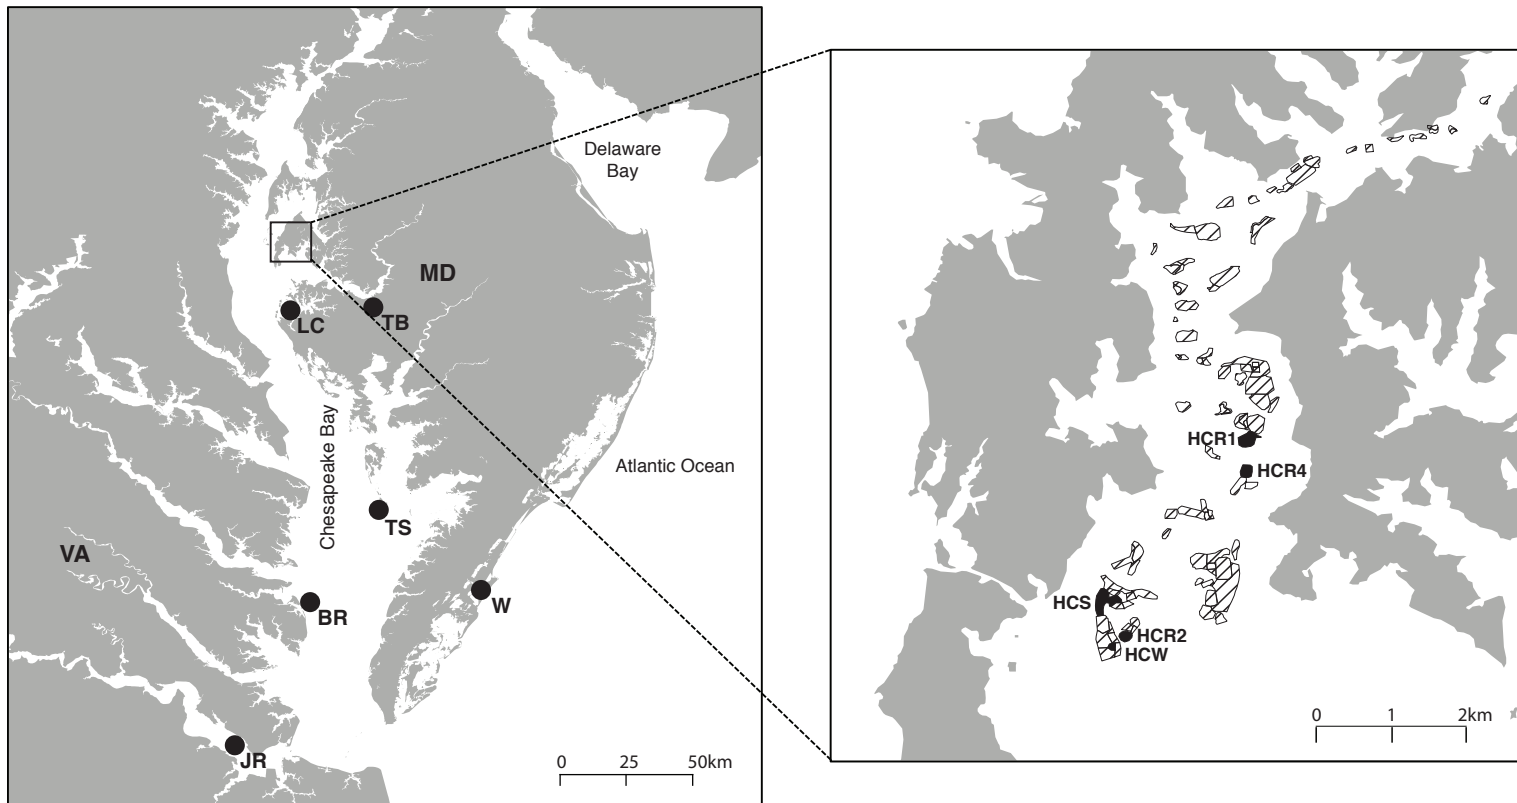 Delaware
Bay
MD
LC
TB
Chesapeake Bay
Atlantic Ocean
TS
VA
W
BR
JR
0 25 50km
HCR1
HCR4
HCS
HCR2
HCW
0 1 2km